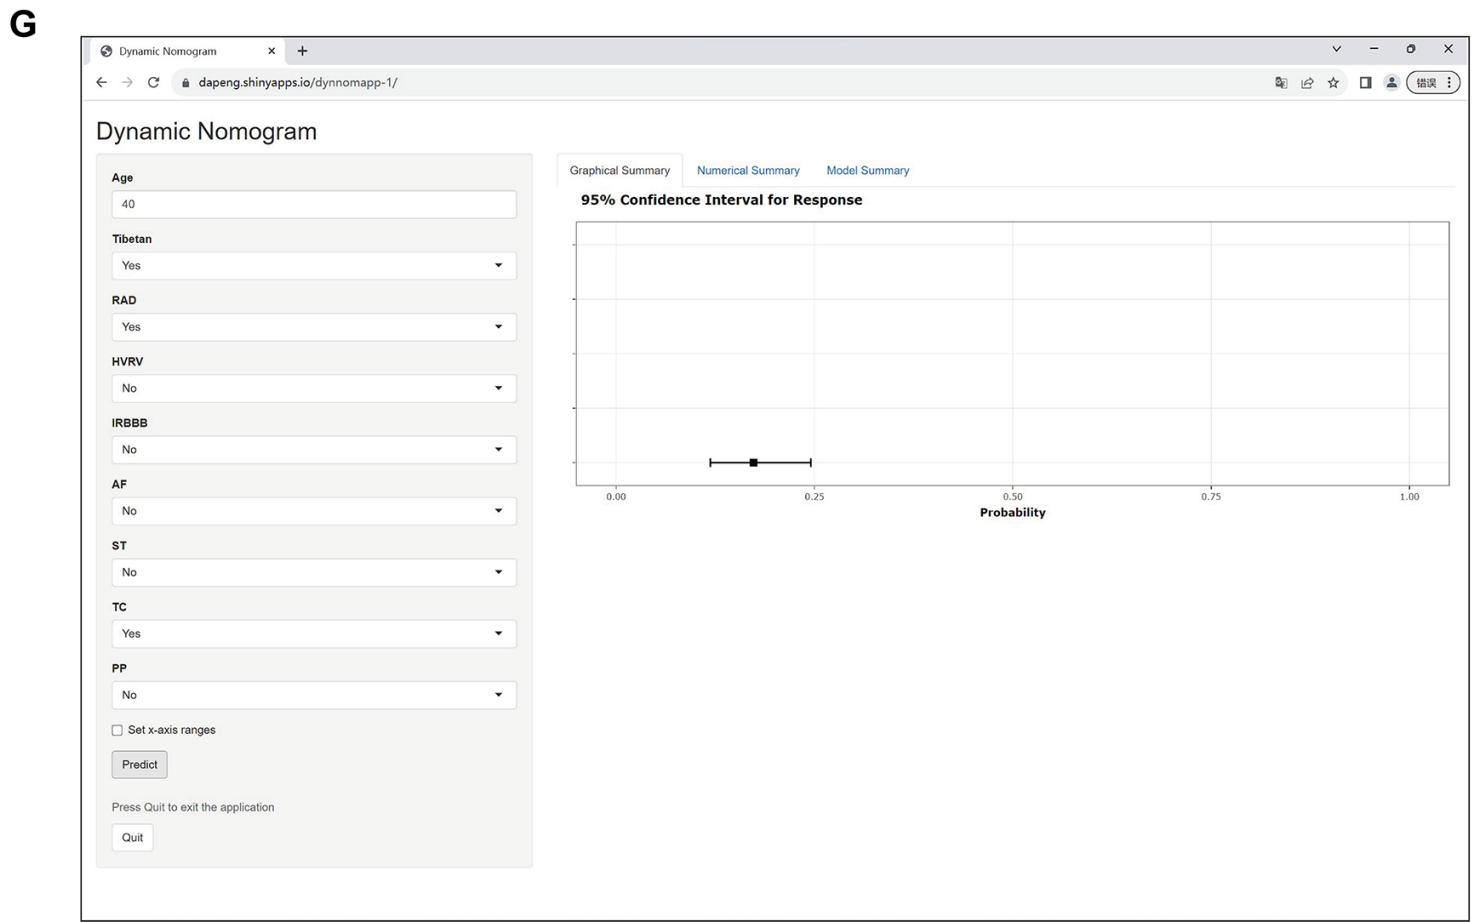 G
Dynamic Nomogram
dapeng.shinyapps.io/dynnomapp-1/
错误
Dynamic Nomogram
Age
40
Tibetan
Yes
RAD
Yes
HVRV
No
IRBBB
No
AF
No
ST
No
TC
Yes
PP
No
Set x-axis ranges
Predict
Press Quit to exit the application
Quit
Graphical Summary Numerical Summary Model Summary
95% Confidence Interval for Response
0.00 0.25 0.50 0.75 1.00
Probability